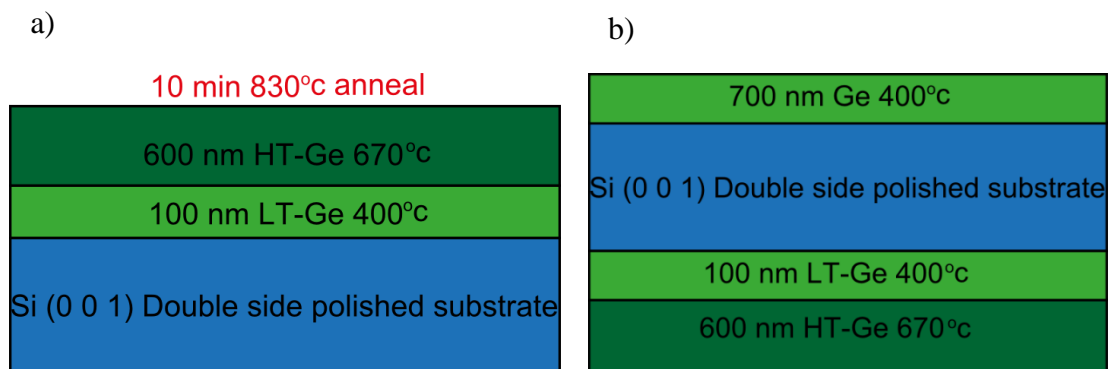 a)
10 min 830°c anneal
600 nm HT-Ge 670°c
100 nm LT-Ge 400°c
Si (0 0 1) Double side polished substrate
b)
700 nm Ge 400°c
Si (0 0 1) Double side polished substrate
100 nm LT-Ge 400°c
600 nm HT-Ge 670°c